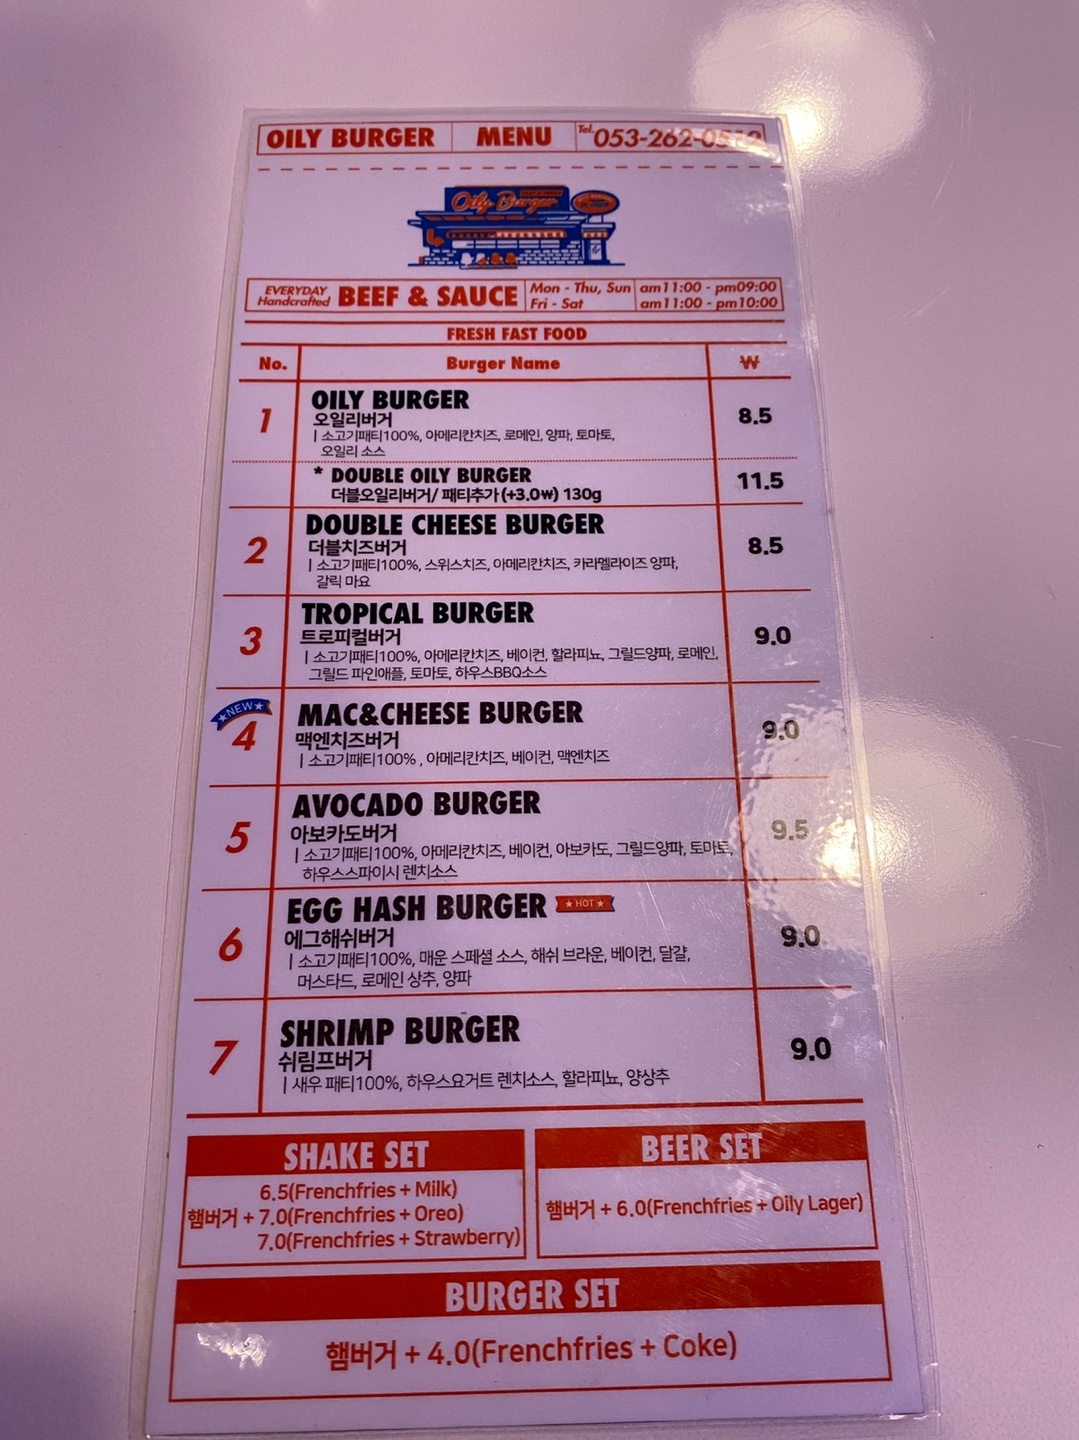 OILY BURGER MENU Tel. 053-262-0519
Oily Burger
EVERYDAY Handcrafted BEEF & SAUCE
Mon - Thu, Sun am11:00 - pm09:00
Fri - Sat am11:00 - pm10:00
FRESH FAST FOOD
No. Burger Name ₩
1 OILY BURGER 8.5
오일리버거
| 소고기패티100%, 아메리칸치즈, 로메인, 양파, 토마토,
오일리 소스
* DOUBLE OILY BURGER 11.5
더블오일리버거/ 패티추가 (+3.0₩) 130g
2 DOUBLE CHEESE BURGER 8.5
더블치즈버거
| 소고기패티100%, 스위스치즈, 아메리칸치즈, 카라멜라이즈 양파,
갈릭 마요
3 TROPICAL BURGER 9.0
트로피컬버거
| 소고기패티100%, 아메리칸치즈, 베이컨, 할라피뇨, 그릴드양파, 로메인,
그릴드 파인애플, 토마토, 하우스BBQ소스
★NEW★
4 MAC&CHEESE BURGER 9.0
맥엔치즈버거
| 소고기패티100% , 아메리칸치즈, 베이컨, 맥엔치즈
5 AVOCADO BURGER 9.5
아보카도버거
| 소고기패티100%, 아메리칸치즈, 베이컨, 아보카도, 그릴드양파, 토마토,
하우스스파이시 렌치소스
6 EGG HASH BURGER ★HOT★ 9.0
에그해쉬버거
| 소고기패티100%, 매운 스페셜 소스, 해쉬 브라운, 베이컨, 달걀,
머스타드, 로메인 상추, 양파
7 SHRIMP BURGER 9.0
쉬림프버거
| 새우 패티100%, 하우스요거트 렌치소스, 할라피뇨, 양상추
SHAKE SET
6.5(Frenchfries + Milk)
햄버거 + 7.0(Frenchfries + Oreo)
7.0(Frenchfries + Strawberry)
BEER SET
햄버거 + 6.0(Frenchfries + Oily Lager)
BURGER SET
햄버거 + 4.0(Frenchfries + Coke)